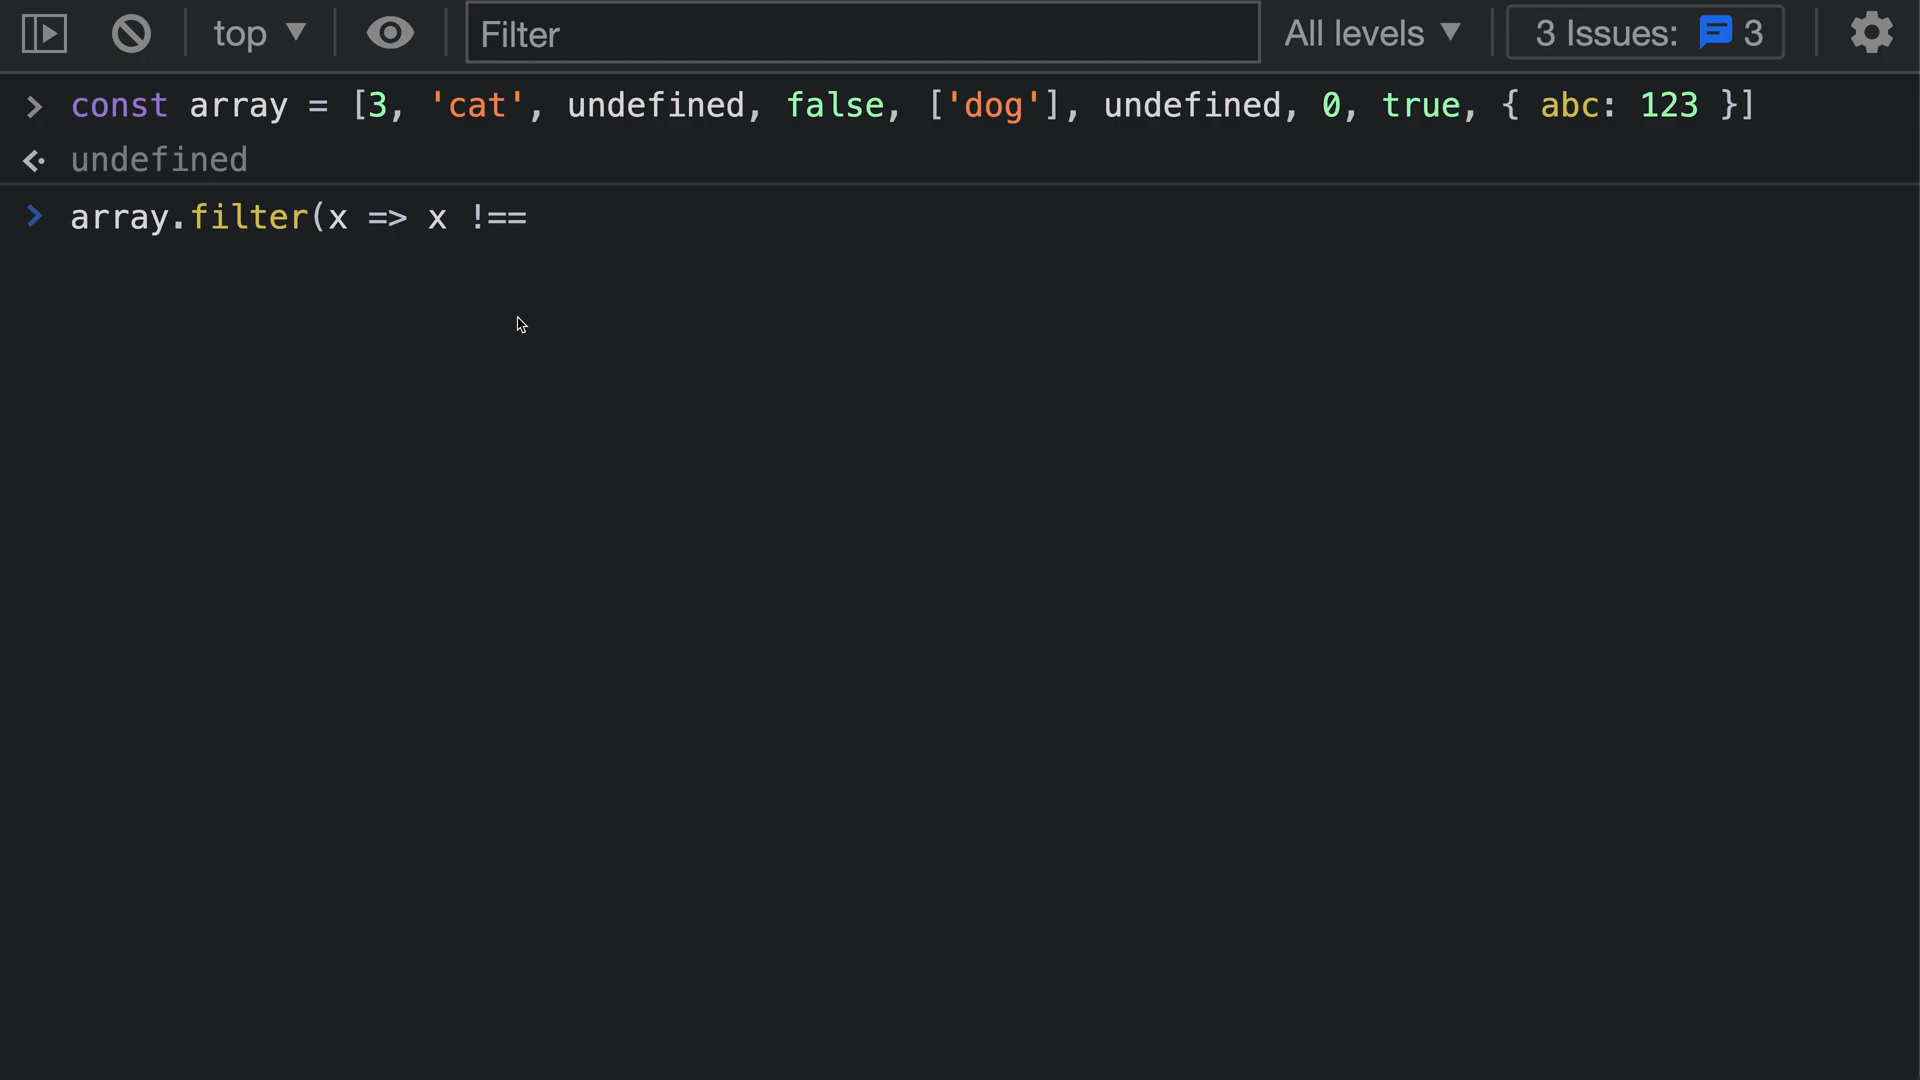 top ▼ Filter All levels ▼ 3 Issues: 3
> const array = [3, 'cat', undefined, false, ['dog'], undefined, 0, true, { abc: 123 }]
undefined
> array.filter(x => x !==